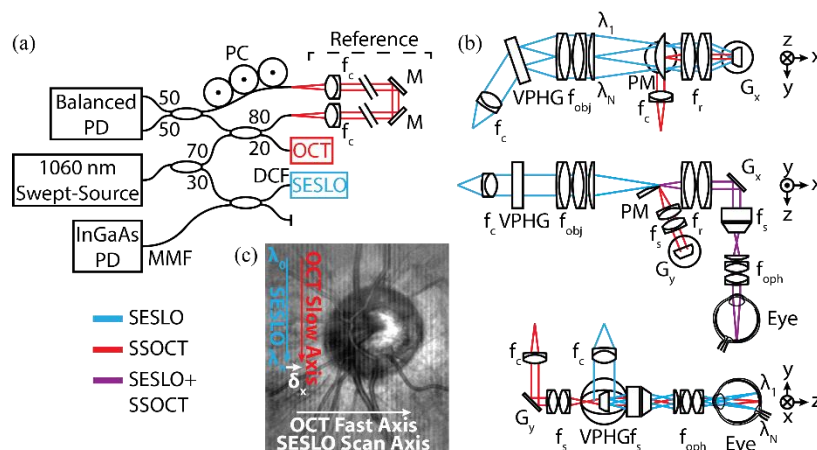 (a)
PC
Reference
f_c
M
Balanced
PD
50
50
80
20
f_c
M
OCT
1060 nm
Swept-Source
70
30
DCF
SESLO
InGaAs
PD
MMF
SESLO
SSOCT
SESLO+
SSOCT
(c)
λ_0 SESLO λ
OCT Slow Axis
δ_x
OCT Fast Axis
SESLO Scan Axis
(b)
λ_1
λ_N
f_c
VPHG
f_obj
PM
f_c
f_r
G_x
z
x
y
f_c
VPHG
f_obj
PM
f_s
G_y
f_r
G_x
f_s
f_oph
Eye
y
x
z
f_c
f_c
G_y
f_s
VPHG
f_s
f_oph
Eye
λ_1
λ_N
y
z
x